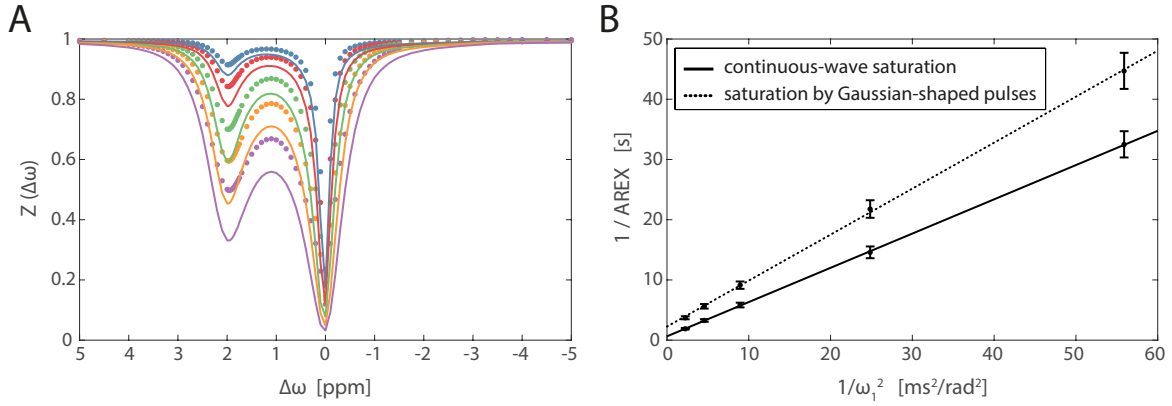 A
1
0.8
0.6
0.4
0.2
0
Z (Δω)
5 4 3 2 1 0 -1 -2 -3 -4 -5
Δω [ppm]
B
50
40
30
20
10
0
1 / AREX [s]
continuous-wave saturation
saturation by Gaussian-shaped pulses
0 10 20 30 40 50 60
1/ω₁² [ms²/rad²]